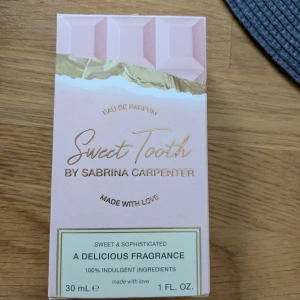 EAU DE PARFUM
Sweet Tooth
BY SABRINA CARPENTER
MADE WITH LOVE
SWEET & SOPHISTICATED
A DELICIOUS FRAGRANCE
100% INDULGENT INGREDIENTS
made with love
30 mL ℮ 1 FL. OZ.